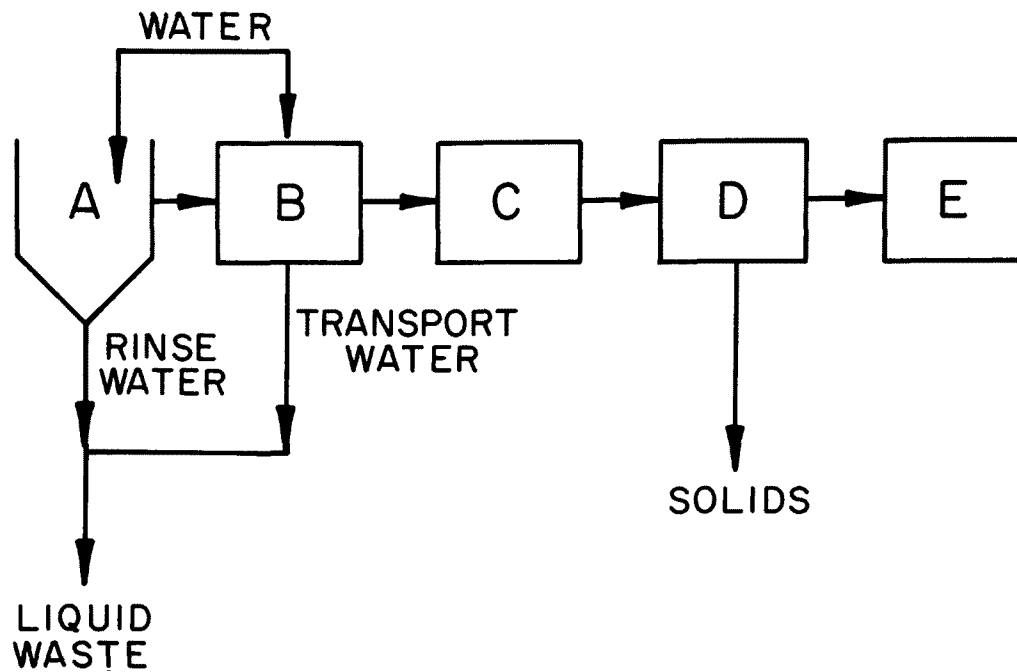 WATER
A
B
C
D
E
RINSE
WATER
TRANSPORT
WATER
SOLIDS
LIQUID
WASTE